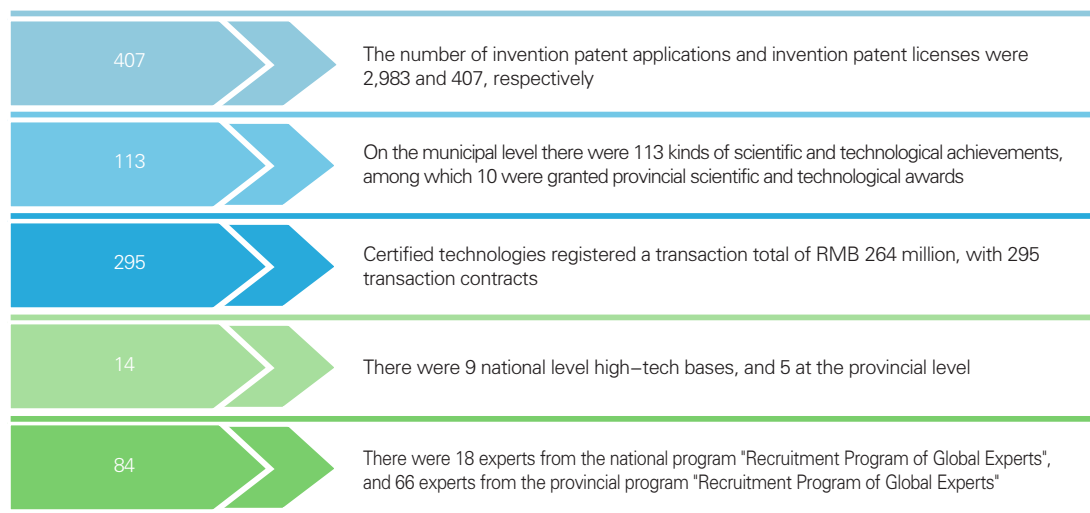 407
The number of invention patent applications and invention patent licenses were
2,983 and 407, respectively
113
On the municipal level there were 113 kinds of scientific and technological achievements,
among which 10 were granted provincial scientific and technological awards
295
Certified technologies registered a transaction total of RMB 264 million, with 295
transaction contracts
14
There were 9 national level high–tech bases, and 5 at the provincial level
84
There were 18 experts from the national program "Recruitment Program of Global Experts",
and 66 experts from the provincial program "Recruitment Program of Global Experts"